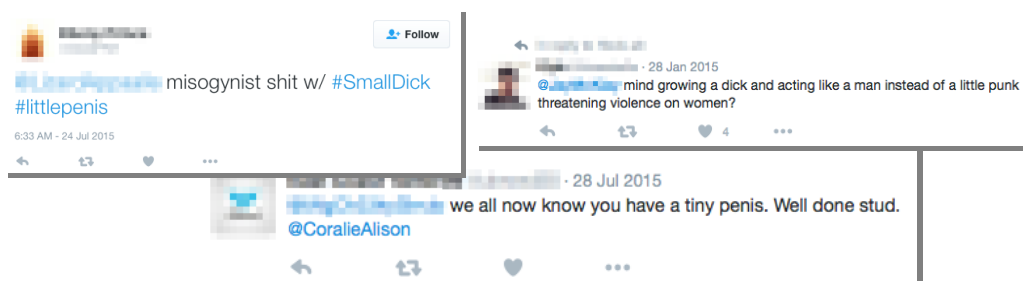 Follow
misogynist shit w/ #SmallDick
#littlepenis
6:33 AM - 24 Jul 2015
· 28 Jan 2015
mind growing a dick and acting like a man instead of a little punk
threatening violence on women?
4
· 28 Jul 2015
we all now know you have a tiny penis. Well done stud.
@CoralieAlison